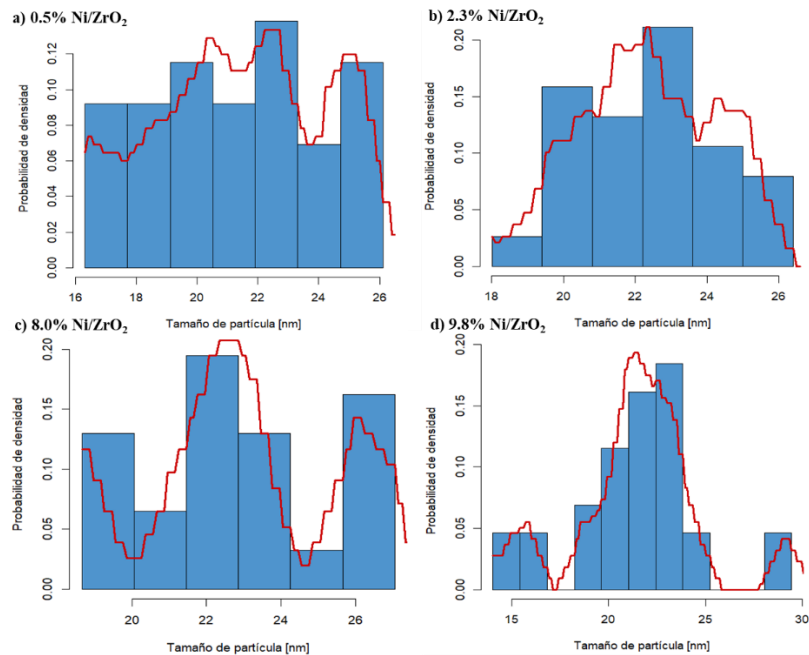 a) 0.5% Ni/ZrO2
Probabilidad de densidad
0.12
0.10
0.08
0.06
0.04
0.02
0.00
16 18 20 22 24 26
Tamaño de partícula [nm]
b) 2.3% Ni/ZrO2
Probabilidad de densidad
0.20
0.15
0.10
0.05
0.00
18 20 22 24 26
Tamaño de partícula [nm]
c) 8.0% Ni/ZrO2
Probabilidad de densidad
0.20
0.15
0.10
0.05
0.00
20 22 24 26
Tamaño de partícula [nm]
d) 9.8% Ni/ZrO2
Probabilidad de densidad
0.20
0.15
0.10
0.05
0.00
15 20 25 30
Tamaño de partícula [nm]